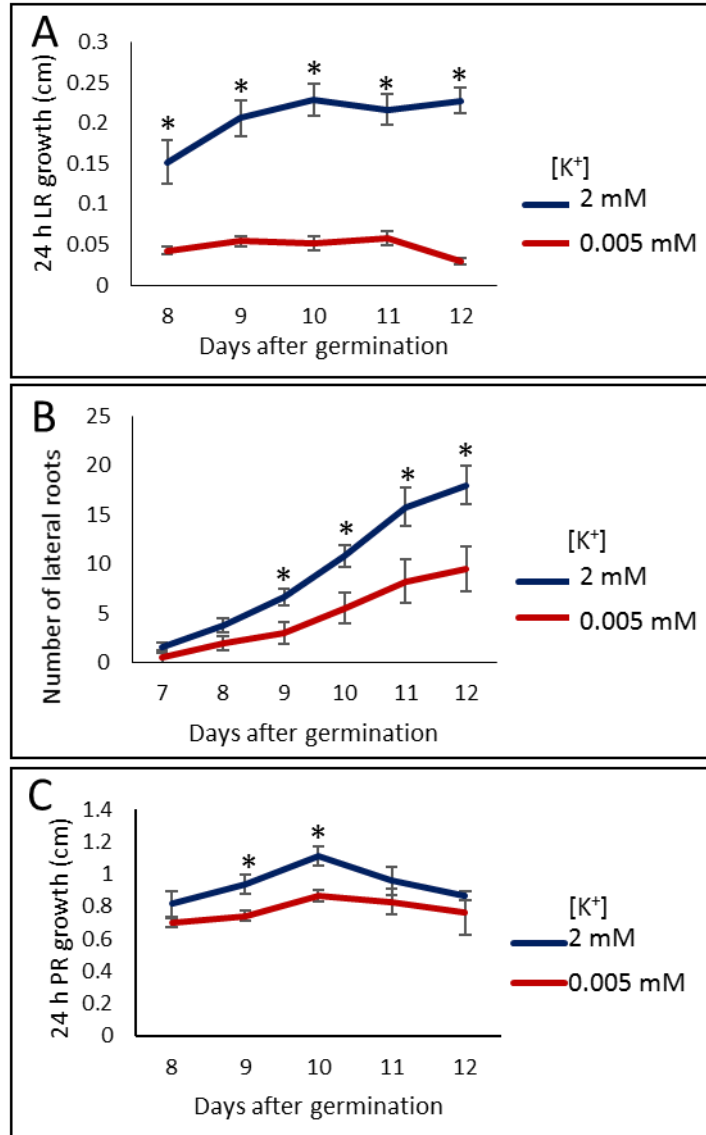 A
24 h LR growth (cm)
0.3
0.25
0.2
0.15
0.1
0.05
0
* * * * *
8 9 10 11 12
Days after germination
[K⁺]
2 mM
0.005 mM
B
Number of lateral roots
25
20
15
10
5
0
* * * *
7 8 9 10 11 12
Days after germination
[K⁺]
2 mM
0.005 mM
C
24 h PR growth (cm)
1.4
1.2
1
0.8
0.6
0.4
0.2
0
* *
8 9 10 11 12
Days after germination
[K⁺]
2 mM
0.005 mM